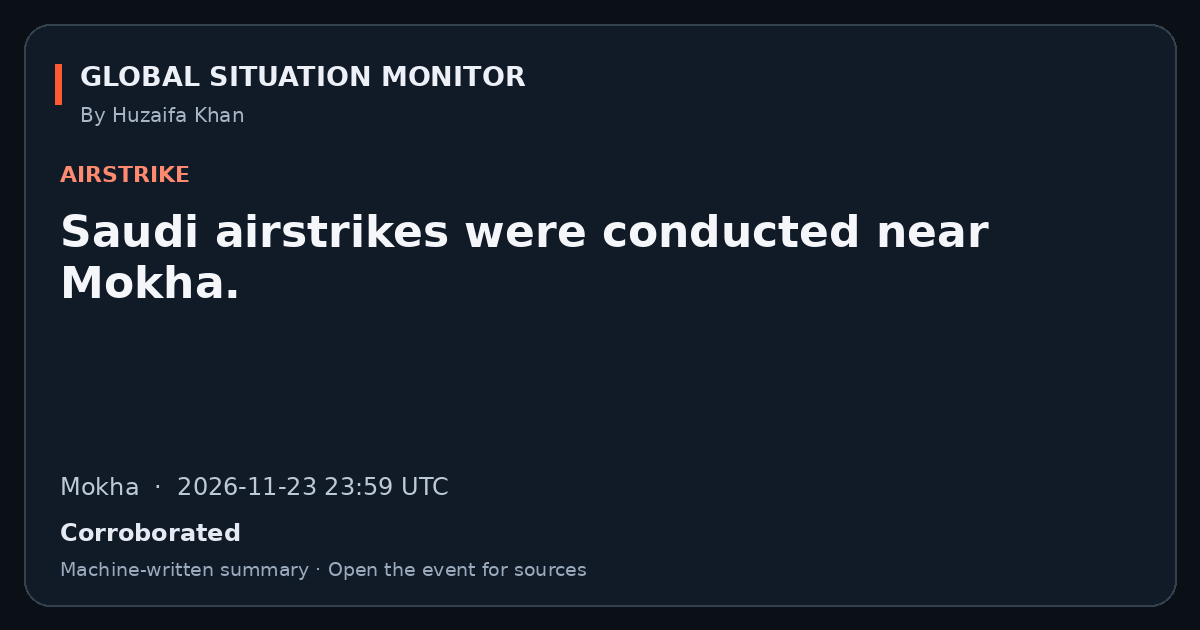 GLOBAL SITUATION MONITOR
By Huzaifa Khan
AIRSTRIKE
Saudi airstrikes were conducted near
Mokha.
Mokha · 2026-11-23 23:59 UTC
Corroborated
Machine-written summary · Open the event for sources